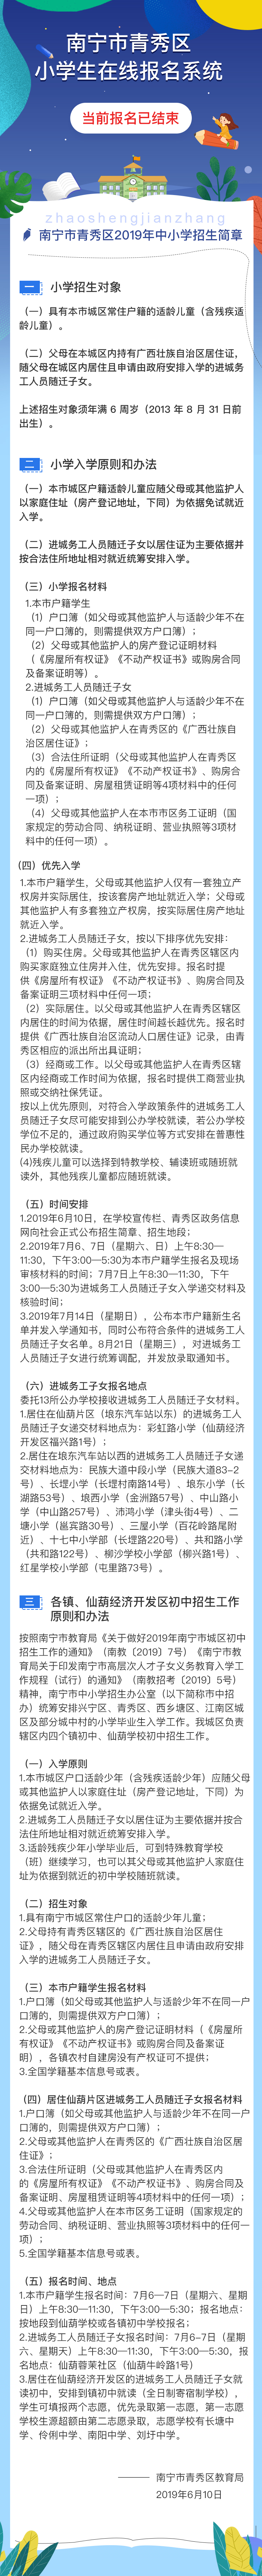 南宁市青秀区
小学生在线报名系统
当前报名已结束
zhaoshengjianzhang
南宁市青秀区2019年中小学招生简章
一 小学招生对象
（一）具有本市城区常住户籍的适龄儿童（含残疾适
龄儿童）。
（二）父母在本城区内持有广西壮族自治区居住证，
随父母在城区内居住且申请由政府安排入学的进城务
工人员随迁子女。
上述招生对象须年满 6 周岁（2013 年 8 月 31 日前
出生）。
二 小学入学原则和办法
（一）本市城区户籍适龄儿童应随父母或其他监护人
以家庭住址（房产登记地址，下同）为依据免试就近
入学。
（二）进城务工人员随迁子女以居住证为主要依据并
按合法住所地址相对就近统筹安排入学。
（三）小学报名材料
1.本市户籍学生
（1）户口簿（如父母或其他监护人与适龄少年不在
同一户口簿的，则需提供双方户口簿）；
（2）父母或其他监护人的房产登记证明材料
（《房屋所有权证》《不动产权证书》或购房合同
及备案证明等）。
2.进城务工人员随迁子女
（1）户口簿（如父母或其他监护人与适龄少年不在
同一户口簿的，则需提供双方户口簿）；
（2）父母或其他监护人在青秀区的《广西壮族自
治区居住证》；
（3）合法住所证明（父母或其他监护人在青秀区
内的《房屋所有权证》《不动产权证书》、购房合
同及备案证明、房屋租赁证明等4项材料中的任何
一项）；
（4）父母或其他监护人在本市市区务工证明（国
家规定的劳动合同、纳税证明、营业执照等3项材
料中的任何一项）。
（四）优先入学
1.本市户籍学生，父母或其他监护人仅有一套独立产
权房并实际居住，按该套房产地址就近入学；父母或
其他监护人有多套独立产权房，按实际居住房产地址
就近入学。
2.进城务工人员随迁子女，按以下排序优先安排：
（1）购买住房。父母或其他监护人在青秀区辖区内
购买家庭独立住房并入住，优先安排。报名时提
供《房屋所有权证》《不动产权证书》、购房合同及
备案证明三项材料中任何一项；
（2）实际居住。以父母或其他监护人在青秀区辖区
内居住的时间为依据，居住时间越长越优先。报名时
提供《广西壮族自治区流动人口居住证》记录，由青
秀区相应的派出所出具证明；
（3）经商或工作。以父母或其他监护人在青秀区辖
区内经商或工作时间为依据，报名时提供工商营业执
照或交纳社保凭证。
按以上优先原则，对符合入学政策条件的进城务工人
员随迁子女尽可能安排到公办学校就读，若公办学校
学位不足的，通过政府购买学位等方式安排在普惠性
民办学校就读。
(4)残疾儿童可以选择到特教学校、辅读班或随班就
读外，其他残疾儿童都应随班就读。
（五）时间安排
1.2019年6月10日，在学校宣传栏、青秀区政务信息
网向社会正式公布招生简章、招生地段；
2.2019年7月6、7日（星期六、日）上午8:30—
11:30，下午3:00—5:30为本市户籍学生报名及现场
审核材料的时间；7月7日上午8:30—11:30，下午
3:00—5:30为进城务工人员随迁子女入学递交材料及
核验时间；
3.2019年7月14日（星期日），公布本市户籍新生名
单并发入学通知书，同时公布符合条件的进城务工人
员随迁子女名单。8月21日（星期三），对进城务工
人员随迁子女进行统筹调配，并发放录取通知书。
（六）进城务工子女报名地点
委托13所公办学校接收进城务工人员随迁子女材料。
1.居住在仙葫片区（埌东汽车站以东）的进城务工人
员随迁子女递交材料地点为：彩虹路小学（仙葫经济
开发区福兴路1号）；
2.居住在埌东汽车站以西的进城务工人员随迁子女递
交材料地点为：民族大道中段小学（民族大道83-2
号）、长堽小学（长堽村南路14号）、埌东小学（长
湖路53号）、埌西小学（金洲路57号）、中山路小
学（中山路257号）、沛鸿小学（津头街4号）、二
塘小学（邕宾路30号）、三屋小学（百花岭路尾附
近）、十七中小学部（长堽路220号）、共和路小学
（共和路122号）、柳沙学校小学部（柳兴路1号）、
红星学校小学部（屯里路73号）。
三 各镇、仙葫经济开发区初中招生工作
原则和办法
按照南宁市教育局《关于做好2019年南宁市城区初中
招生工作的通知》（南教〔2019〕7号）《南宁市教
育局关于印发南宁市高层次人才子女义务教育入学工
作规程（试行）的通知》（南教招考〔2019〕5号）
精神，南宁市中小学招生办公室（以下简称市中招
办）统筹安排兴宁区、青秀区、西乡塘区、江南区城
区及部分城中村的小学毕业生入学工作。我城区负责
辖区内四个镇初中、仙葫学校初中招生工作。
（一）入学原则
1.本市城区户口适龄少年（含残疾适龄少年）应随父母
或其他监护人以家庭住址（房产登记地址，下同）为
依据免试就近入学。
2.进城务工人员随迁子女以居住证为主要依据并按合
法住所地址相对就近统筹安排入学。
3.适龄残疾少年小学毕业后，可到特殊教育学校
（班）继续学习，也可以其父母或其他监护人家庭住
址为依据到就近的初中学校随班就读。
（二）招生对象
1.具有南宁市城区常住户口的适龄少年儿童；
2.父母持有青秀区辖区的《广西壮族自治区居住
证》，随父母在青秀区辖区内居住且申请由政府安排
入学的进城务工人员随迁子女。
（三）本市户籍学生报名材料
1.户口簿（如父母或其他监护人与适龄少年不在同一户
口簿的，则需提供双方户口簿）；
2.父母或其他监护人的房产登记证明材料（《房屋所
有权证》《不动产权证书》或购房合同及备案证
明），各镇农村自建房没有产权证可不提供；
3.全国学籍基本信息号或表。
（四）居住仙葫片区进城务工人员随迁子女报名材料
1.户口簿（如父母或其他监护人与适龄少年不在同一户
口簿的，则需提供双方户口簿）；
2.父母或其他监护人在青秀区的《广西壮族自治区居
住证》；
3.合法住所证明（父母或其他监护人在青秀区内
的《房屋所有权证》《不动产权证书》、购房合同及
备案证明、房屋租赁证明等4项材料中的任何一项）；
4.父母或其他监护人在本市市区务工证明（国家规定的
劳动合同、纳税证明、营业执照等3项材料中的任何一
项）；
5.全国学籍基本信息号或表。
（五）报名时间、地点
1.本市户籍学生报名时间：7月6—7日（星期六、星期
日）上午8:30—11:30，下午3:00—5:30；报名地点：
按地段到仙葫学校或各镇初中学校报名；
2.进城务工人员随迁子女报名时间：7月6-7日（星期
六、星期天）上午8:30—11:30，下午3:00—5:30，报
名地点：仙葫蓉茉社区（仙葫牛岭路1号）
3.居住在仙葫经济开发区的进城务工人员随迁子女就
读初中，安排到镇初中就读（全日制寄宿制学校），
学生可填报两个志愿，优先录取第一志愿，第一志愿
学校生源超额由第二志愿录取，志愿学校有长塘中
学、伶俐中学、南阳中学、刘圩中学。
—— 南宁市青秀区教育局
2019年6月10日